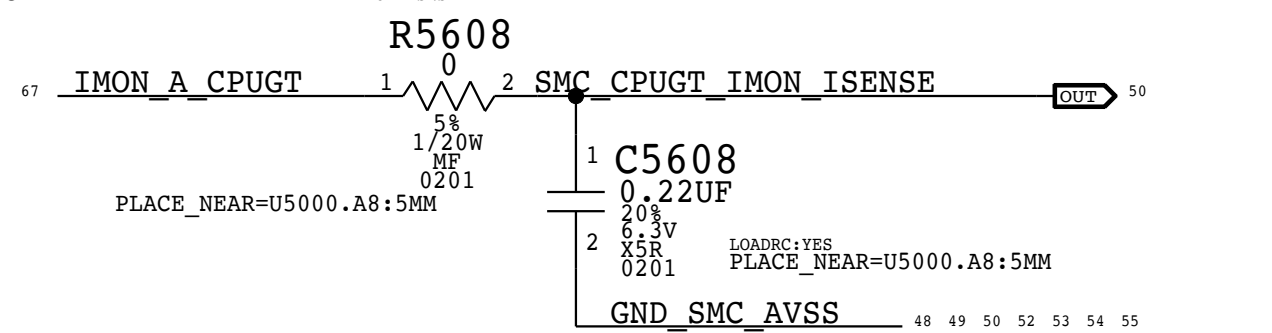 R5608
0
67 IMON_A_CPUGT 1 2 SMC_CPUGT_IMON_ISENSE OUT 50
5%
1/20W
MF
0201
PLACE_NEAR=U5000.A8:5MM
1 C5608
0.22UF
20%
6.3V
2 X5R
0201
LOADRC:YES
PLACE_NEAR=U5000.A8:5MM
GND_SMC_AVSS 48 49 50 52 53 54 55